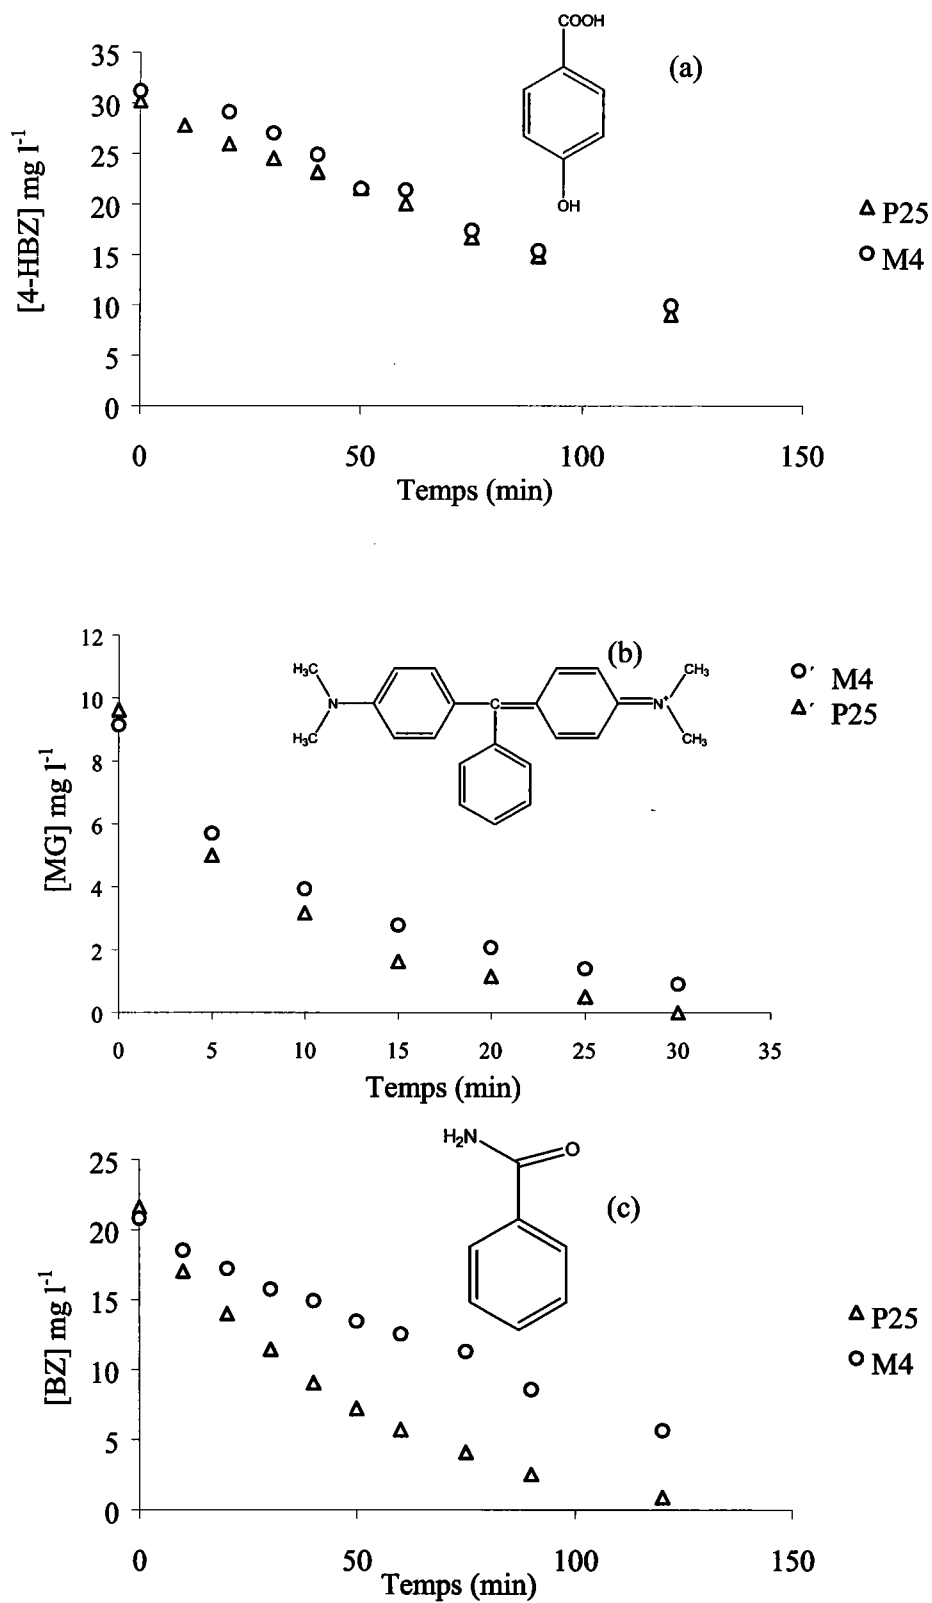 COOH
(a)
35
30
25
20
15
10
5
0
[4-HBZ] mg l-1
OH
P25
M4
0 50 100 150
Temps (min)
12
10
8
6
4
2
0
[MG] mg l-1
(b)
H3C
N
H3C
C
N+
CH3
CH3
M4
P25
0 5 10 15 20 25 30 35
Temps (min)
H2N
O
(c)
25
20
15
10
5
0
[BZ] mg l-1
P25
M4
0 50 100 150
Temps (min)